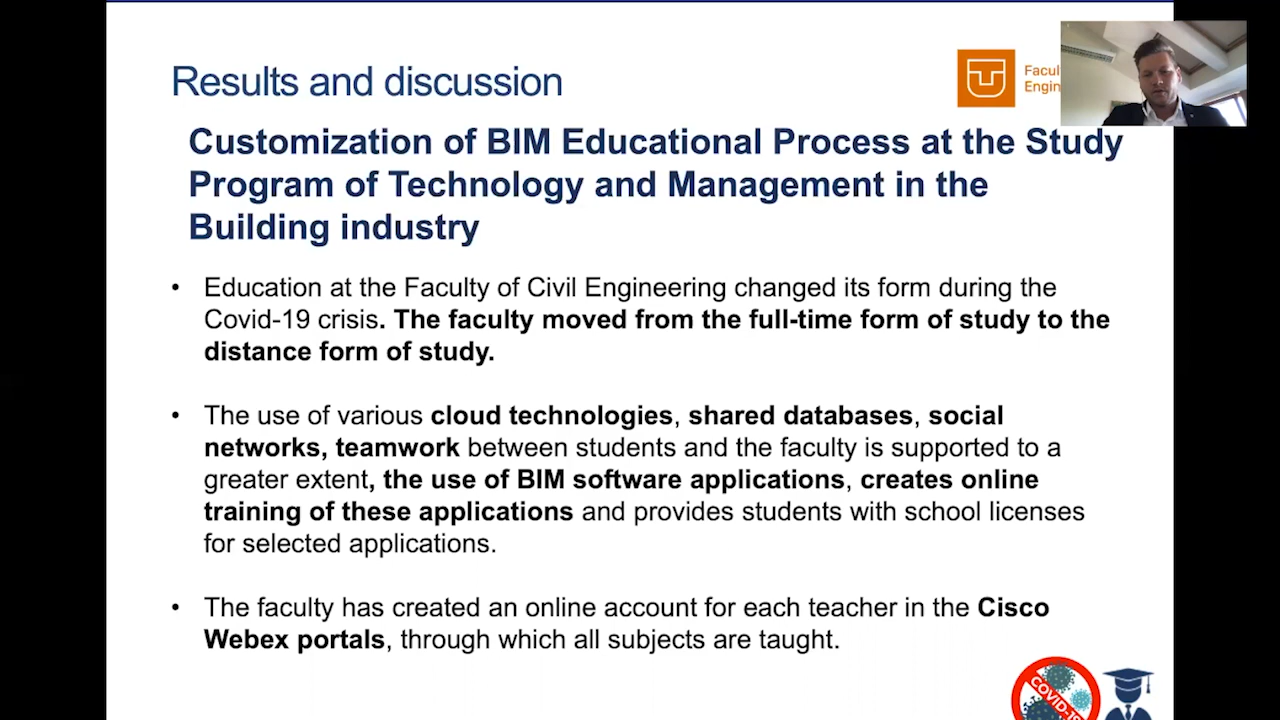 Results and discussion
Customization of BIM Educational Process at the Study
Program of Technology and Management in the
Building industry
• Education at the Faculty of Civil Engineering changed its form during the
Covid-19 crisis. The faculty moved from the full-time form of study to the
distance form of study.
• The use of various cloud technologies, shared databases, social
networks, teamwork between students and the faculty is supported to a
greater extent, the use of BIM software applications, creates online
training of these applications and provides students with school licenses
for selected applications.
• The faculty has created an online account for each teacher in the Cisco
Webex portals, through which all subjects are taught.
COVID-19